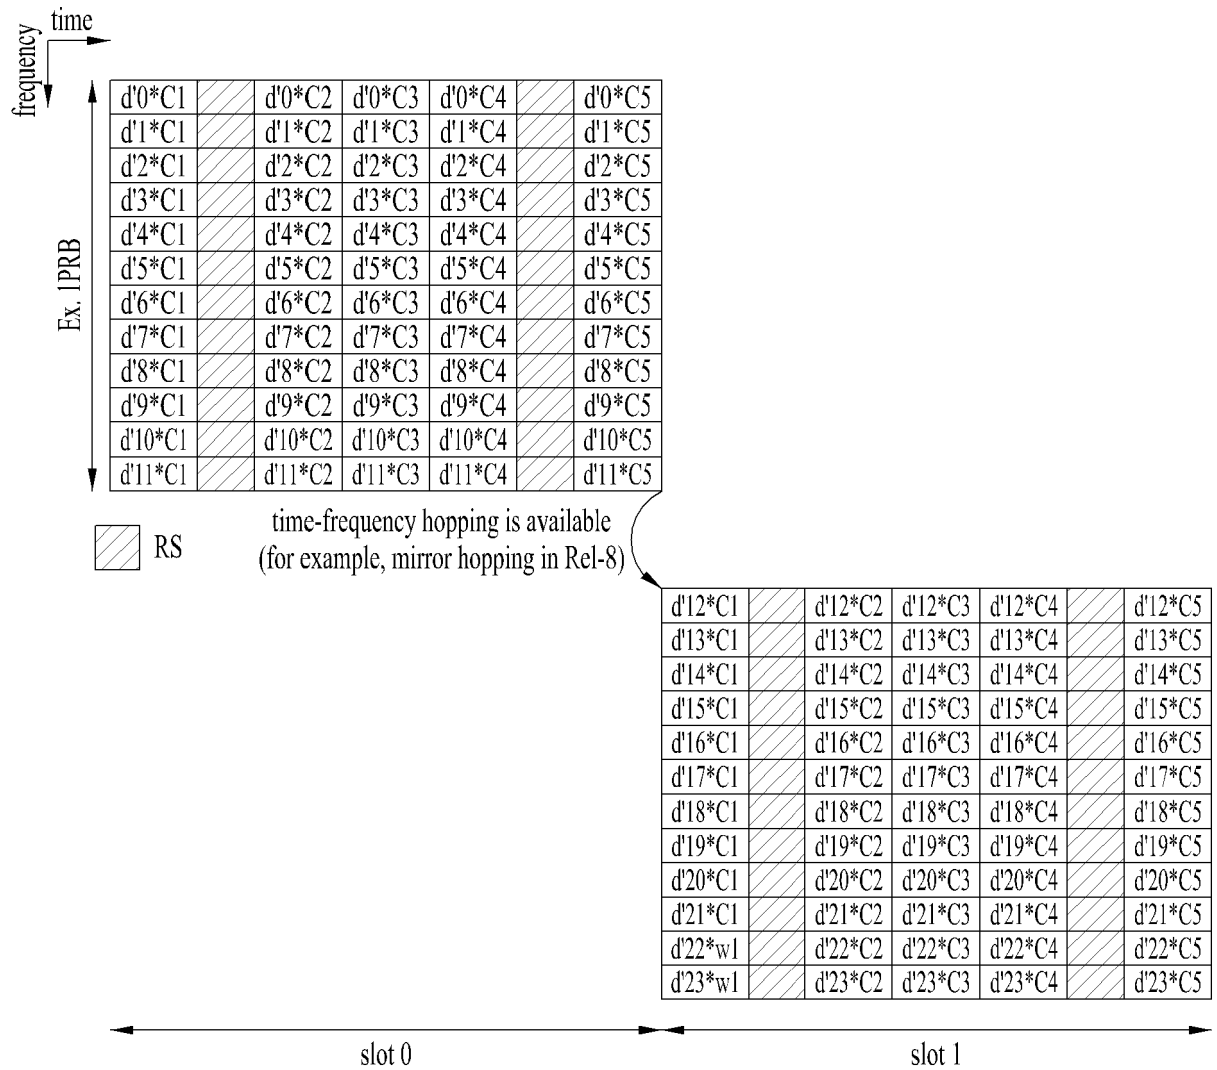 time
frequency
d'0*C1 d'0*C2 d'0*C3 d'0*C4 d'0*C5
d'1*C1 d'1*C2 d'1*C3 d'1*C4 d'1*C5
d'2*C1 d'2*C2 d'2*C3 d'2*C4 d'2*C5
d'3*C1 d'3*C2 d'3*C3 d'3*C4 d'3*C5
d'4*C1 d'4*C2 d'4*C3 d'4*C4 d'4*C5
d'5*C1 d'5*C2 d'5*C3 d'5*C4 d'5*C5
d'6*C1 d'6*C2 d'6*C3 d'6*C4 d'6*C5
d'7*C1 d'7*C2 d'7*C3 d'7*C4 d'7*C5
d'8*C1 d'8*C2 d'8*C3 d'8*C4 d'8*C5
d'9*C1 d'9*C2 d'9*C3 d'9*C4 d'9*C5
d'10*C1 d'10*C2 d'10*C3 d'10*C4 d'10*C5
d'11*C1 d'11*C2 d'11*C3 d'11*C4 d'11*C5
Ex. 1PRB
RS
time-frequency hopping is available
(for example, mirror hopping in Rel-8)
d'12*C1 d'12*C2 d'12*C3 d'12*C4 d'12*C5
d'13*C1 d'13*C2 d'13*C3 d'13*C4 d'13*C5
d'14*C1 d'14*C2 d'14*C3 d'14*C4 d'14*C5
d'15*C1 d'15*C2 d'15*C3 d'15*C4 d'15*C5
d'16*C1 d'16*C2 d'16*C3 d'16*C4 d'16*C5
d'17*C1 d'17*C2 d'17*C3 d'17*C4 d'17*C5
d'18*C1 d'18*C2 d'18*C3 d'18*C4 d'18*C5
d'19*C1 d'19*C2 d'19*C3 d'19*C4 d'19*C5
d'20*C1 d'20*C2 d'20*C3 d'20*C4 d'20*C5
d'21*C1 d'21*C2 d'21*C3 d'21*C4 d'21*C5
d'22*w1 d'22*C2 d'22*C3 d'22*C4 d'22*C5
d'23*w1 d'23*C2 d'23*C3 d'23*C4 d'23*C5
slot 0
slot 1